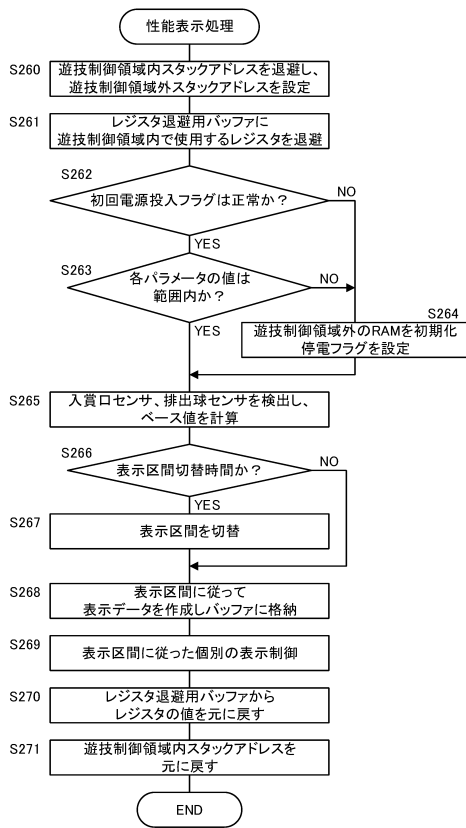 性能表示処理
S260
遊技制御領域内スタックアドレスを退避し、
遊技制御領域外スタックアドレスを設定
S261
レジスタ退避用バッファに
遊技制御領域内で使用するレジスタを退避
S262
初回電源投入フラグは正常か？
NO
YES
S263
各パラメータの値は
範囲内か？
NO
YES
S264
遊技制御領域外のRAMを初期化
停電フラグを設定
S265
入賞口センサ、排出球センサを検出し、
ベース値を計算
S266
表示区間切替時間か？
NO
YES
S267
表示区間を切替
S268
表示区間に従って
表示データを作成しバッファに格納
S269
表示区間に従った個別の表示制御
S270
レジスタ退避用バッファから
レジスタの値を元に戻す
S271
遊技制御領域内スタックアドレスを
元に戻す
END